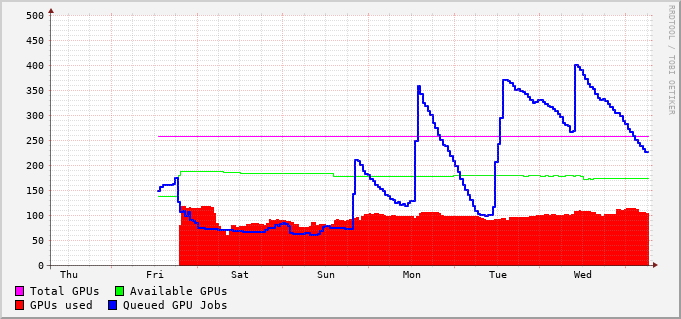 500
450
400
350
300
250
200
150
100
50
0
Thu Fri Sat Sun Mon Tue Wed
Total GPUs Available GPUs
GPUs used Queued GPU Jobs
RRDTOOL / TOBI OETIKER